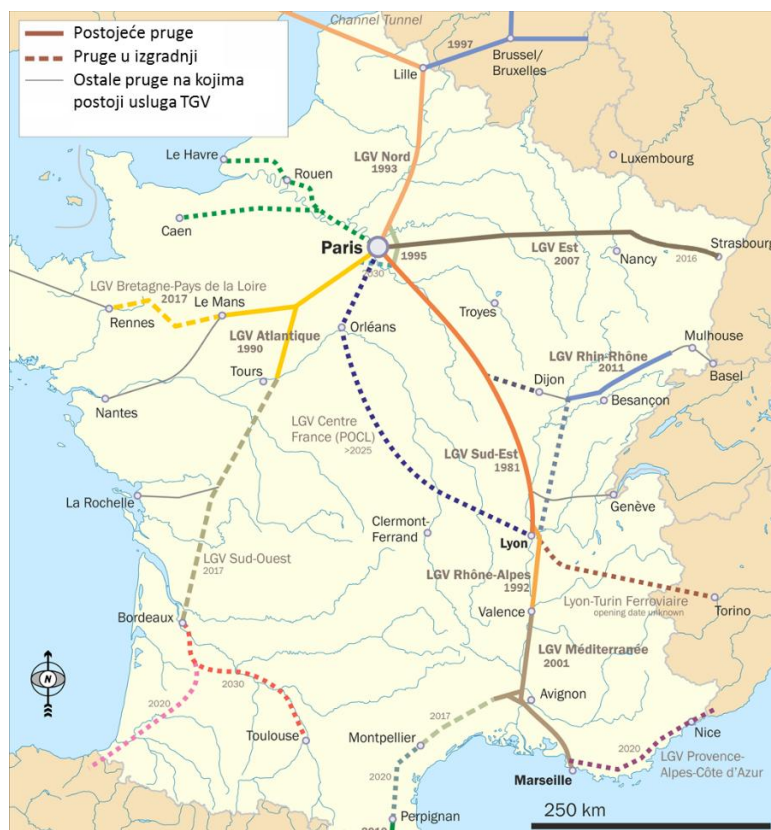 Postojeće pruge
Pruge u izgradnji
Ostale pruge na kojima
postoji usluga TGV
Channel Tunnel
1997
Brussel/
Bruxelles
Lille
Le Havre
Rouen
LGV Nord
1993
Luxembourg
Caen
Paris
1995
LGV Est
2007
Nancy
2016
Strasbourg
LGV Bretagne-Pays de la Loire
2017
Le Mans
Rennes
Troyes
Orléans
LGV Atlantique
1990
Mulhouse
LGV Rhin-Rhône
2011
Basel
Tours
Dijon
Besançon
Nantes
LGV Centre
France (POCL)
>2025
LGV Sud-Est
1981
La Rochelle
Genève
Clermont-
Ferrand
Lyon
LGV Sud-Ouest
2017
LGV Rhône-Alpes
1992
Lyon-Turin Ferroviaire
opening date unknown
Torino
Valence
Bordeaux
LGV Méditerranée
2001
N
2020
2030
Avignon
2017
Toulouse
Montpellier
Nice
2020
LGV Provence-
Alpes-Côte d'Azur
2020
Marseille
Perpignan
250 km